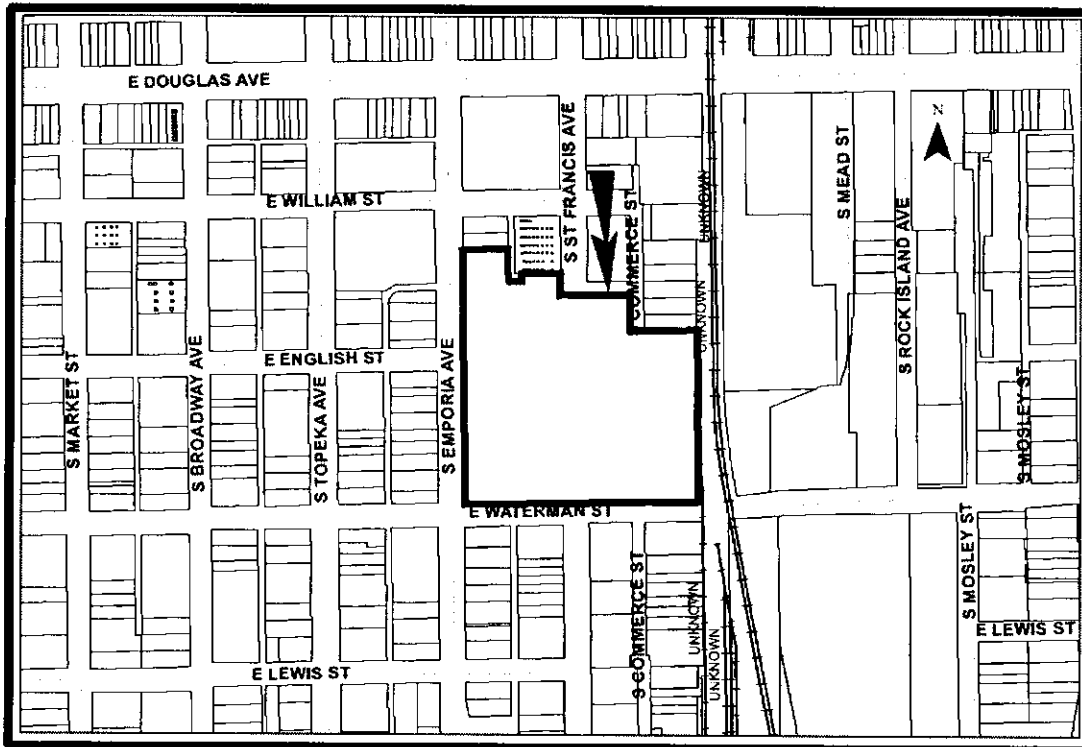 E DOUGLAS AVE
S ST FRANCIS AVE
COMMERCE ST
UNKNOWN
S MEAD ST
N
S ROCK ISLAND AVE
E WILLIAM ST
UNKNOWN
S MARKET ST
S BROADWAY AVE
E ENGLISH ST
S TOPEKA AVE
S EMPORIA AVE
S MOSLEY ST
E WATERMAN ST
S COMMERCE ST
UNKNOWN
UNKNOWN
S MOSLEY ST
E LEWIS ST
E LEWIS ST